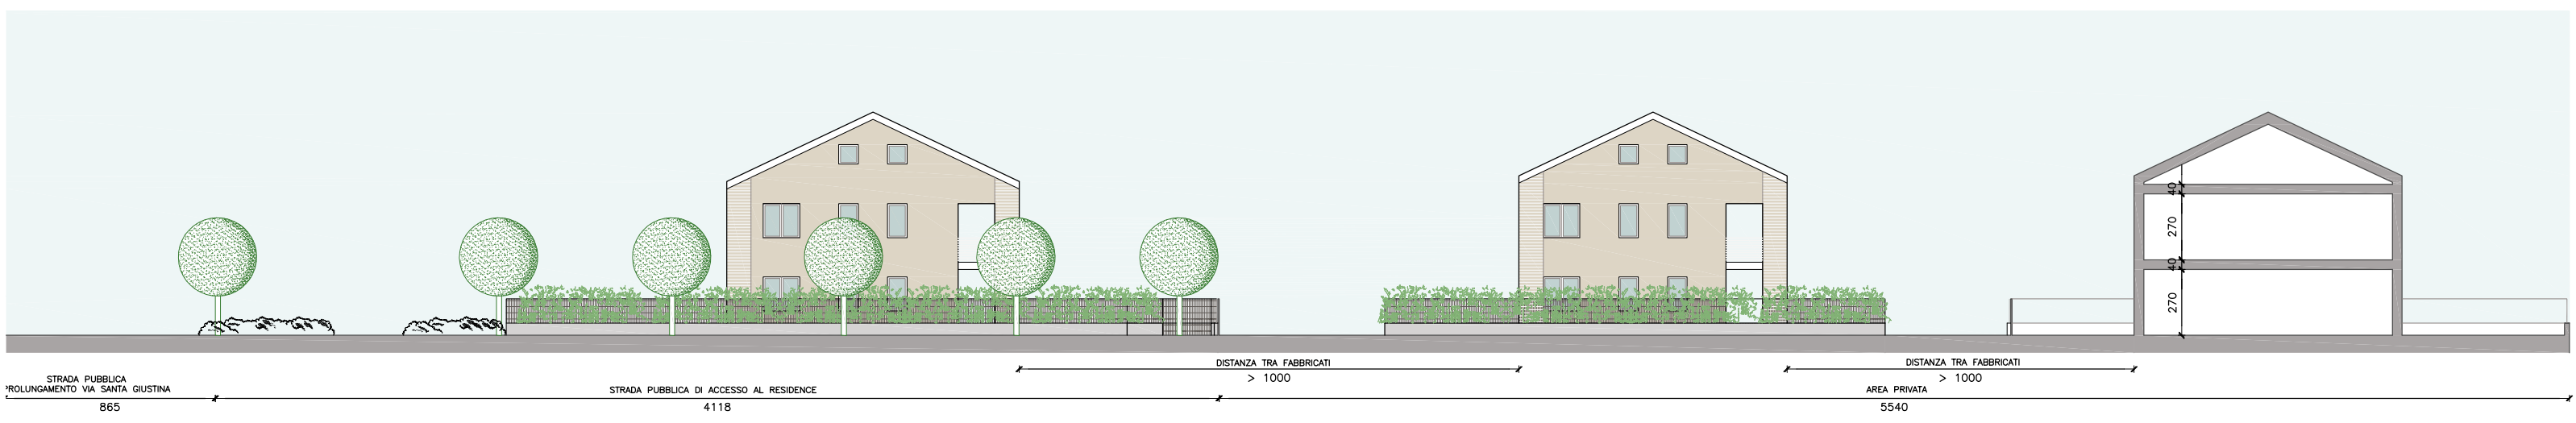 40
270
40
270
DISTANZA TRA FABBRICATI
> 1000
DISTANZA TRA FABBRICATI
> 1000
STRADA PUBBLICA
PROLUNGAMENTO VIA SANTA GIUSTINA
865
STRADA PUBBLICA DI ACCESSO AL RESIDENCE
4118
AREA PRIVATA
5540